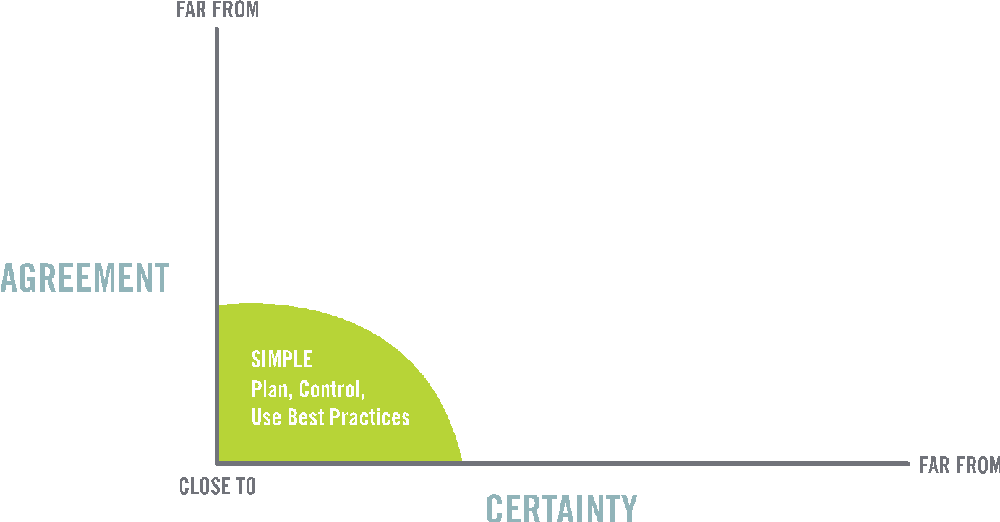 FAR FROM
AGREEMENT
SIMPLE
Plan, Control,
Use Best Practices
FAR FROM
CLOSE TO
CERTAINTY